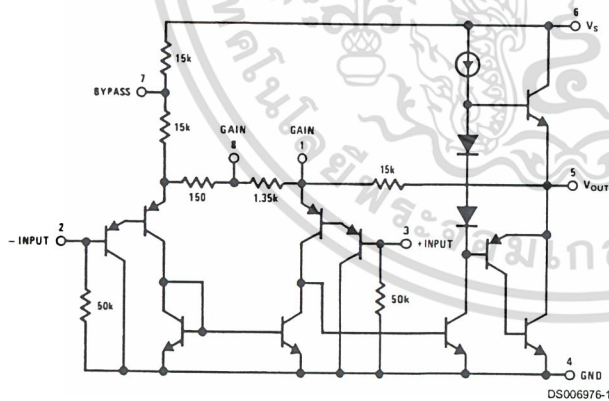 6
Vs
15k
7
BYPASS
15k
GAIN
8
GAIN
1
15k
5
VOUT
150
1.35k
2
- INPUT
3
+ INPUT
50k
50k
4
GND
DS006976-1